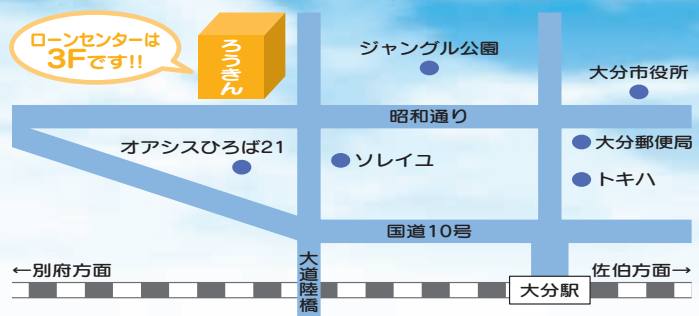 ローンセンターは
3Fです!!
ろうきん
ジャングル公園
大分市役所
昭和通り
オアシスひろば21
ソレイユ
大分郵便局
トキハ
国道10号
←別府方面
大道陸橋
佐伯方面→
大分駅